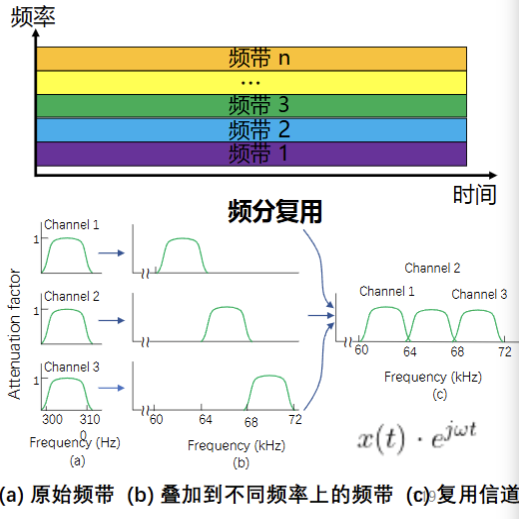 频率
频带 n
...
频带 3
频带 2
频带 1
时间
频分复用
Channel 1
1
Channel 2
1
Channel 3
1
Attenuation factor
300 310
0
Frequency (Hz)
(a)
60 64 68 72
Frequency (kHz)
(b)
Channel 2
Channel 1 Channel 3
60 64 68 72
Frequency (kHz)
(c)
x(t) · e^{jωt}
(a) 原始频带 (b) 叠加到不同频率上的频带 (c) 复用信道